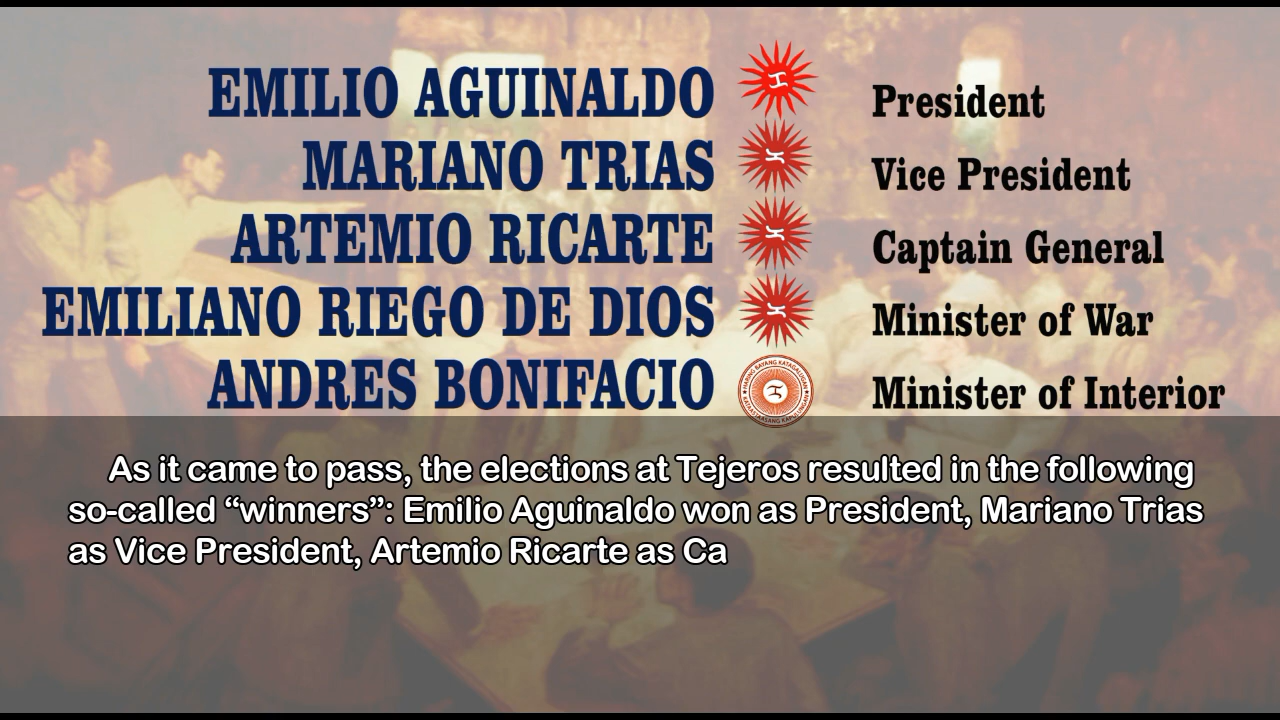 EMILIO AGUINALDO President
MARIANO TRIAS Vice President
ARTEMIO RICARTE Captain General
EMILIANO RIEGO DE DIOS Minister of War
ANDRES BONIFACIO Minister of Interior
As it came to pass, the elections at Tejeros resulted in the following
so-called “winners”: Emilio Aguinaldo won as President, Mariano Trias
as Vice President, Artemio Ricarte as Ca